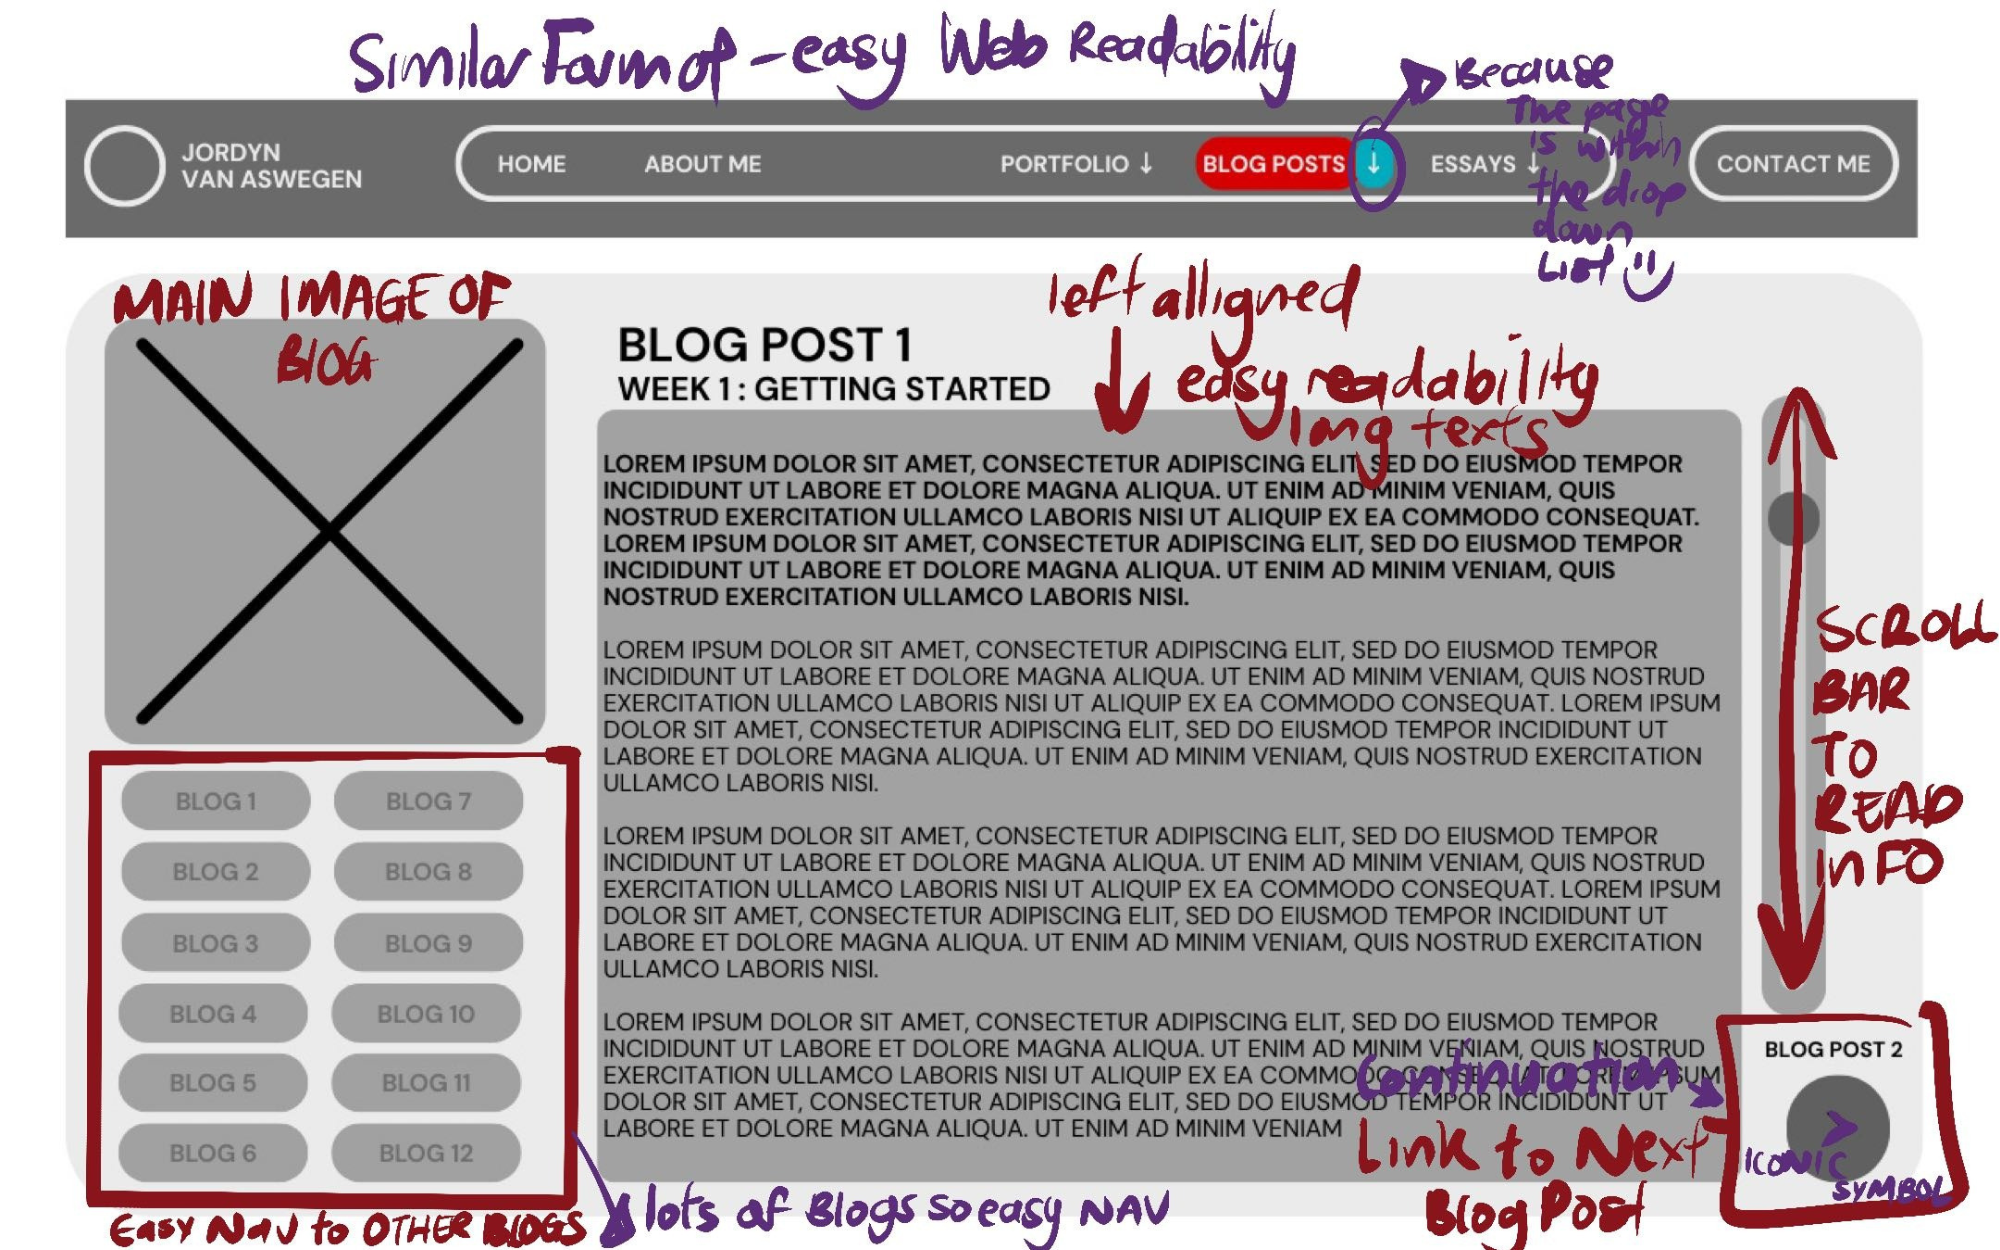 Similar Format - easy Web Readability
Because
The page
is within
the drop
down
List
JORDYN
VAN ASWEGEN
HOME
ABOUT ME
PORTFOLIO ↓
BLOG POSTS ↓
ESSAYS ↓
CONTACT ME
MAIN IMAGE OF
BlOG
left alligned
easy readability
long texts
BLOG POST 1
WEEK 1 : GETTING STARTED
LOREM IPSUM DOLOR SIT AMET, CONSECTETUR ADIPISCING ELIT, SED DO EIUSMOD TEMPOR
INCIDIDUNT UT LABORE ET DOLORE MAGNA ALIQUA. UT ENIM AD MINIM VENIAM, QUIS
NOSTRUD EXERCITATION ULLAMCO LABORIS NISI UT ALIQUIP EX EA COMMODO CONSEQUAT.
LOREM IPSUM DOLOR SIT AMET, CONSECTETUR ADIPISCING ELIT, SED DO EIUSMOD TEMPOR
INCIDIDUNT UT LABORE ET DOLORE MAGNA ALIQUA. UT ENIM AD MINIM VENIAM, QUIS
NOSTRUD EXERCITATION ULLAMCO LABORIS NISI.
LOREM IPSUM DOLOR SIT AMET, CONSECTETUR ADIPISCING ELIT, SED DO EIUSMOD TEMPOR
INCIDIDUNT UT LABORE ET DOLORE MAGNA ALIQUA. UT ENIM AD MINIM VENIAM, QUIS NOSTRUD
EXERCITATION ULLAMCO LABORIS NISI UT ALIQUIP EX EA COMMODO CONSEQUAT. LOREM IPSUM
DOLOR SIT AMET, CONSECTETUR ADIPISCING ELIT, SED DO EIUSMOD TEMPOR INCIDIDUNT UT
LABORE ET DOLORE MAGNA ALIQUA. UT ENIM AD MINIM VENIAM, QUIS NOSTRUD EXERCITATION
ULLAMCO LABORIS NISI.
LOREM IPSUM DOLOR SIT AMET, CONSECTETUR ADIPISCING ELIT, SED DO EIUSMOD TEMPOR
INCIDIDUNT UT LABORE ET DOLORE MAGNA ALIQUA. UT ENIM AD MINIM VENIAM, QUIS NOSTRUD
EXERCITATION ULLAMCO LABORIS NISI UT ALIQUIP EX EA COMMODO CONSEQUAT. LOREM IPSUM
DOLOR SIT AMET, CONSECTETUR ADIPISCING ELIT, SED DO EIUSMOD TEMPOR INCIDIDUNT UT
LABORE ET DOLORE MAGNA ALIQUA. UT ENIM AD MINIM VENIAM, QUIS NOSTRUD EXERCITATION
ULLAMCO LABORIS NISI.
LOREM IPSUM DOLOR SIT AMET, CONSECTETUR ADIPISCING ELIT, SED DO EIUSMOD TEMPOR
INCIDIDUNT UT LABORE ET DOLORE MAGNA ALIQUA. UT ENIM AD MINIM VENIAM, QUIS NOSTRUD
EXERCITATION ULLAMCO LABORIS NISI UT ALIQUIP EX EA COMMODO CONSEQUAT. LOREM IPSUM
DOLOR SIT AMET, CONSECTETUR ADIPISCING ELIT, SED DO EIUSMOD TEMPOR INCIDIDUNT UT
LABORE ET DOLORE MAGNA ALIQUA. UT ENIM AD MINIM VENIAM
SCROLL
BAR
TO
READ
InFO
BLOG 1
BLOG 7
BLOG 2
BLOG 8
BLOG 3
BLOG 9
BLOG 4
BLOG 10
BLOG 5
BLOG 11
BLOG 6
BLOG 12
EASY NAV to OTHER BLOGS
lots of Blogs so easy NAV
Continuation
Link to Next
Blog Post
BLOG POST 2
ICONIC
SYMBOL